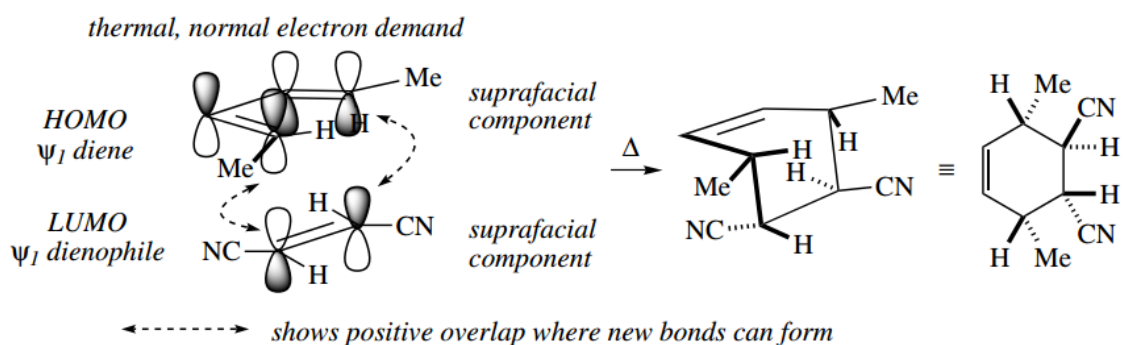 thermal, normal electron demand
HOMO
ψ1 diene
Me
H
H
Me
suprafacial
component
LUMO
ψ1 dienophile
NC
H
H
CN
suprafacial
component
Δ
Me
H
H
H
Me
CN
NC
H
≡
H
Me
CN
H
H
CN
H
Me
shows positive overlap where new bonds can form